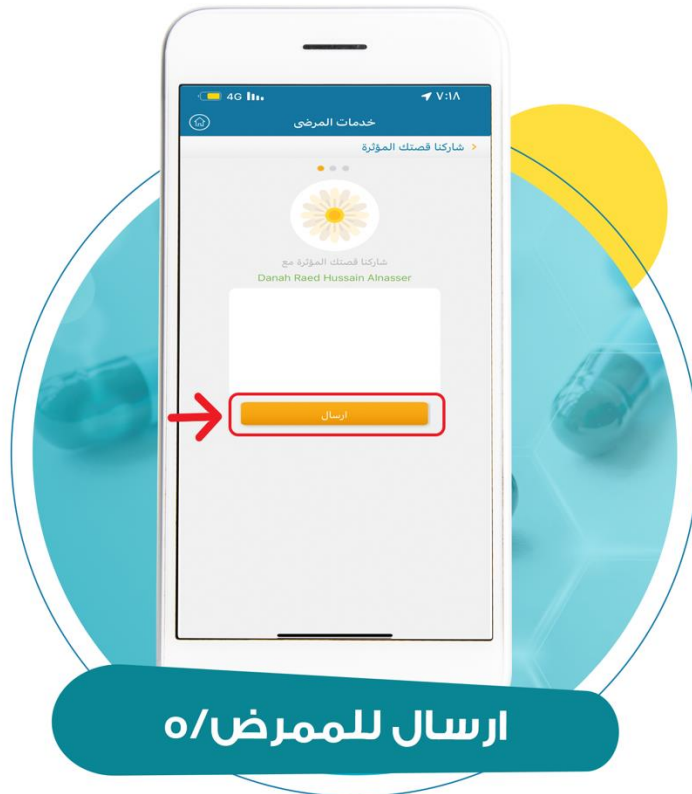 4G
٧:١٨
خدمات المرضى
شاركنا قصتك المؤثرة
شاركنا قصتك المؤثرة مع
Danah Raed Hussain Alnasser
ارسال
ارسال للممرض/ه